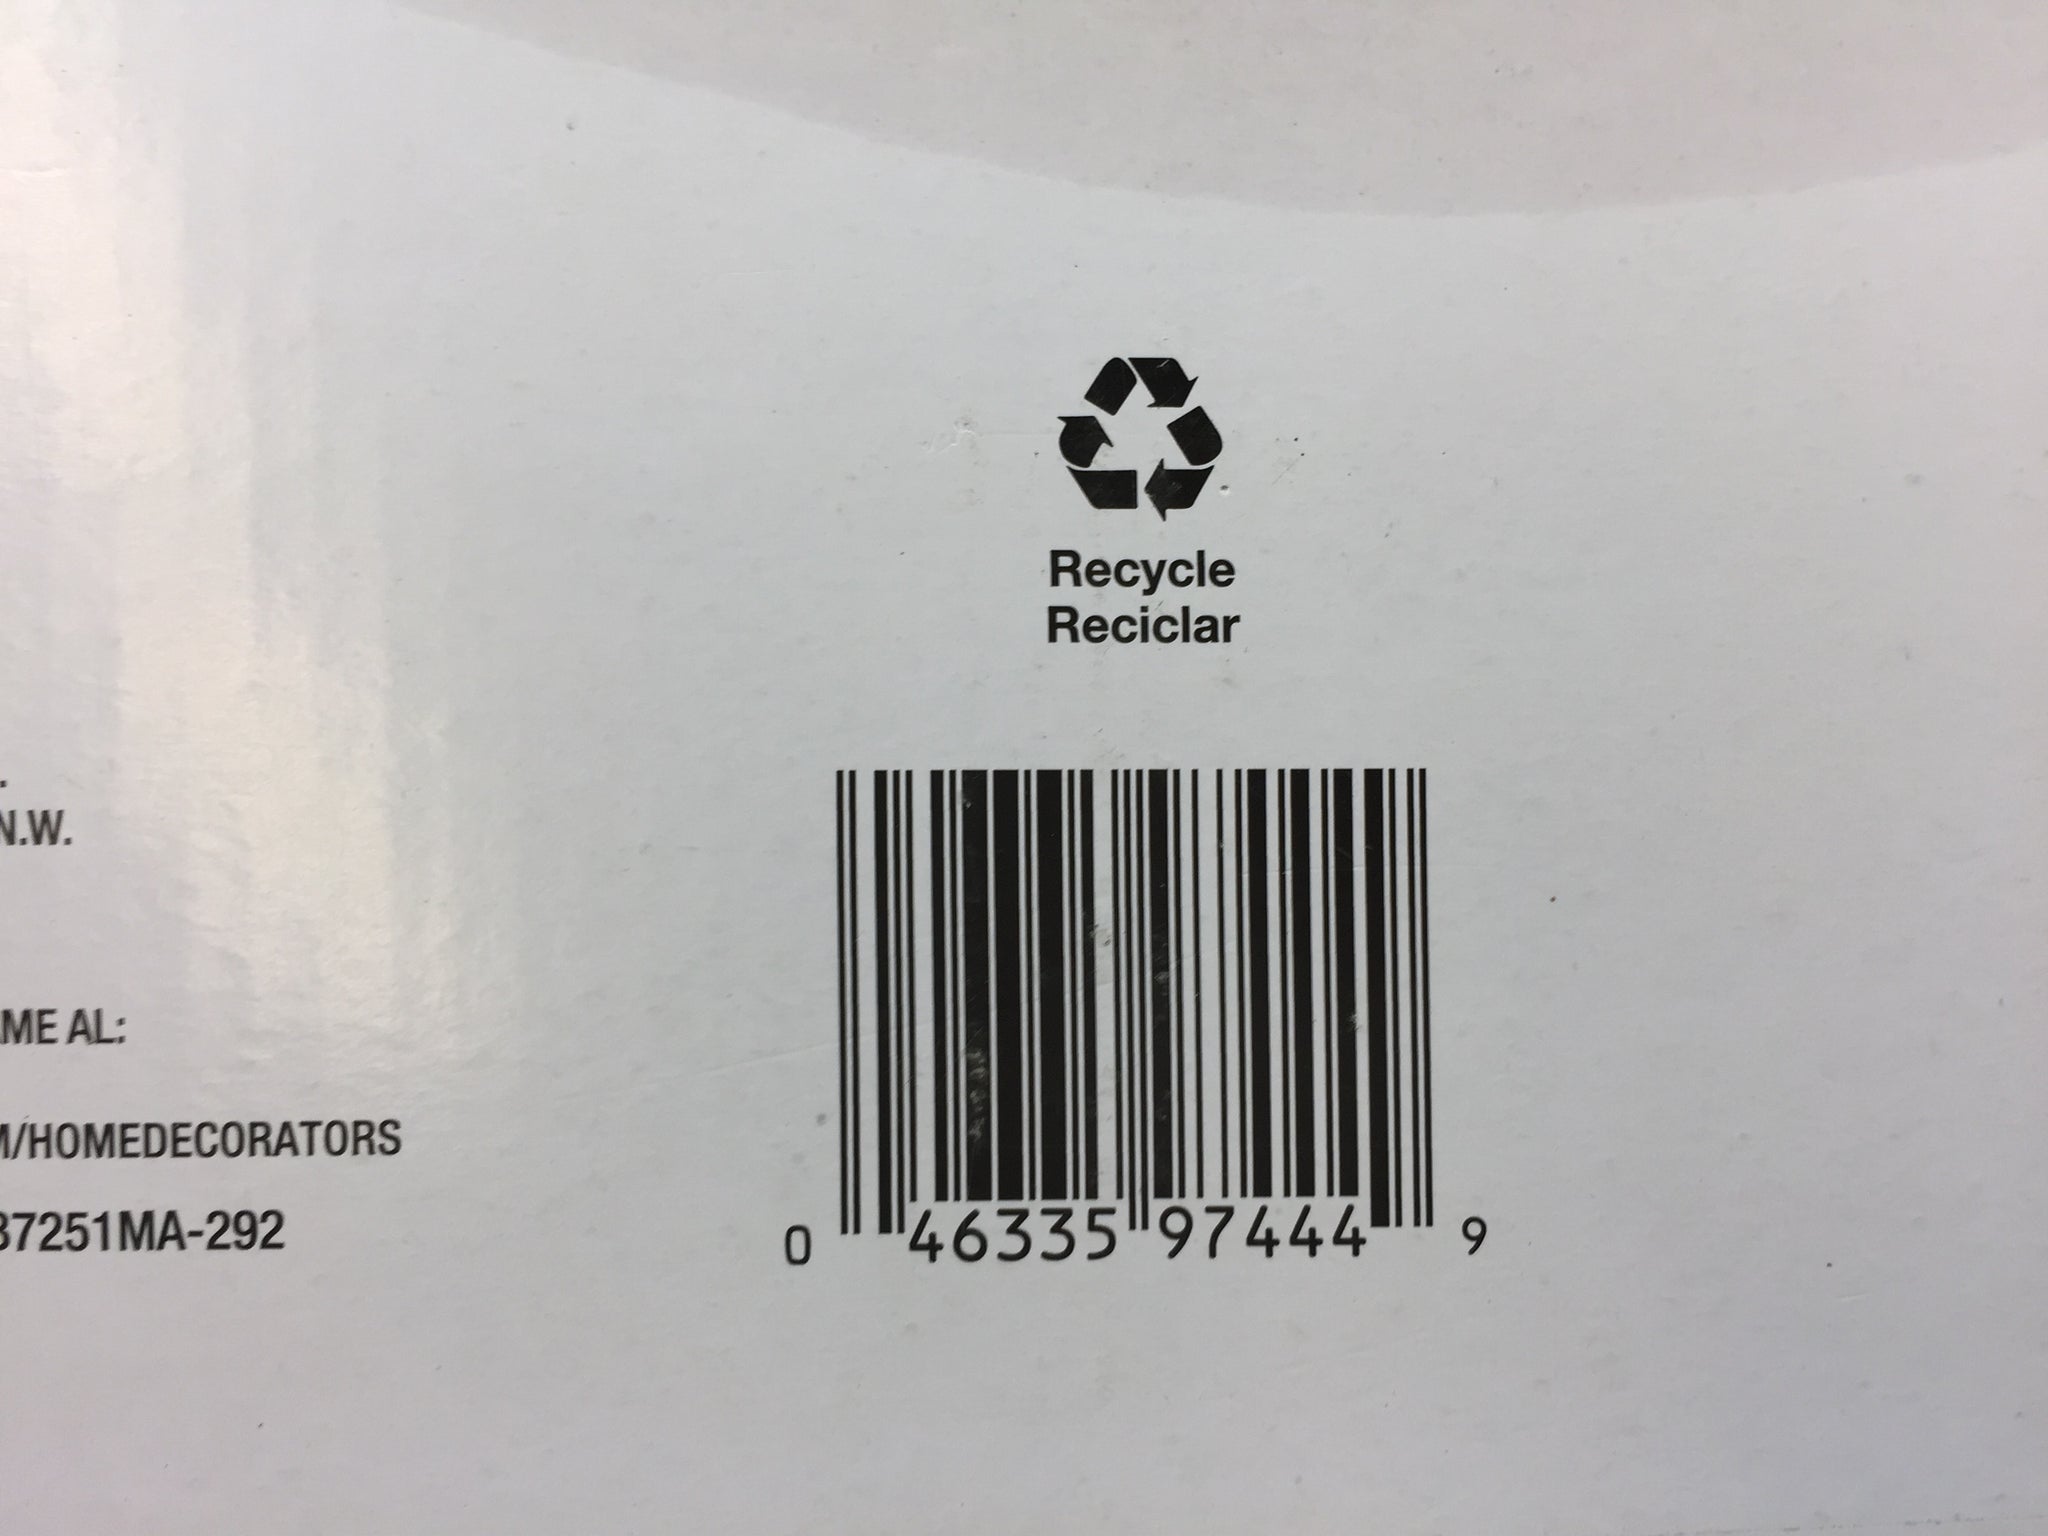 Recycle
Reciclar
N.W.
AME AL:
M/HOMEDECORATORS
37251MA-292
0 46335 97444 9